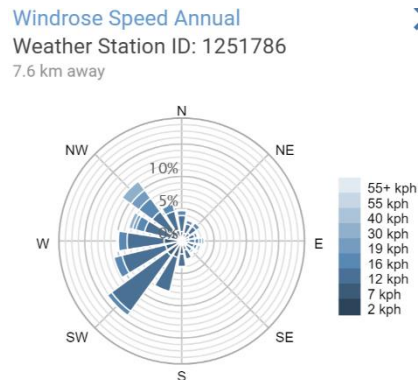 Windrose Speed Annual
Weather Station ID: 1251786
7.6 km away
N
NW
NE
10%
5%
0%
W
E
SW
SE
S
55+ kph
55 kph
40 kph
30 kph
19 kph
16 kph
12 kph
7 kph
2 kph